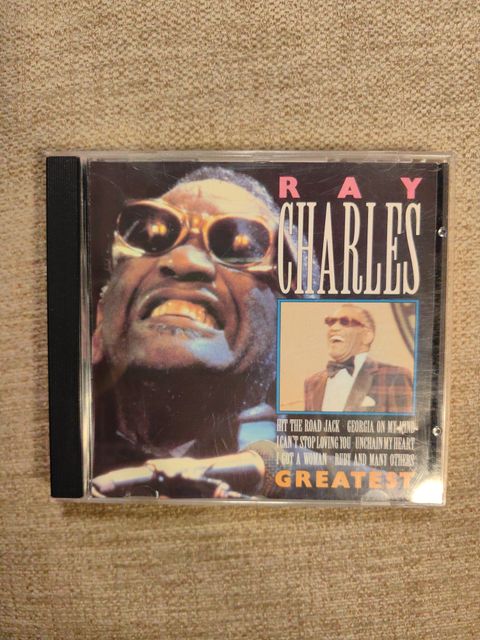 RAY
CHARLES
HIT THE ROAD JACK · GEORGIA ON MY MIND
I CAN'T STOP LOVING YOU · UNCHAIN MY HEART
I GOT A WOMAN · RUBY AND MANY OTHERS
GREATEST